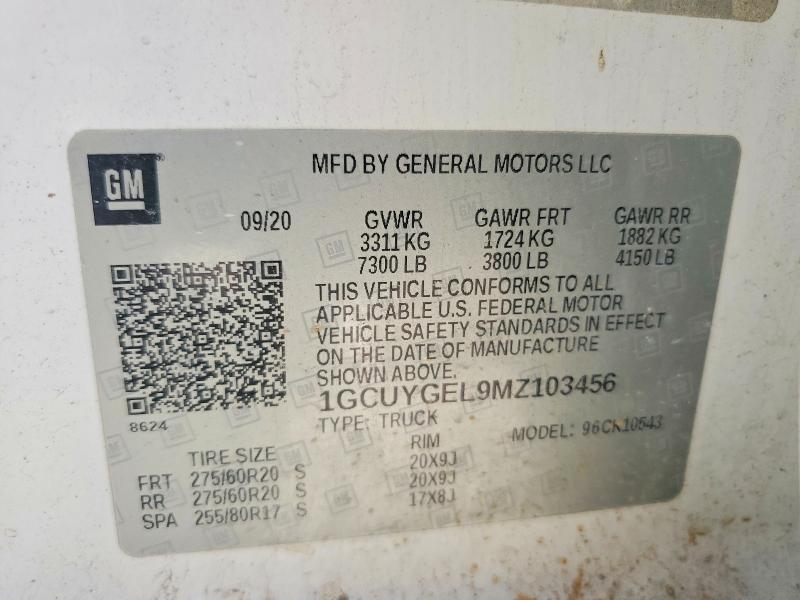 GM
MFD BY GENERAL MOTORS LLC
09/20 GVWR GAWR FRT GAWR RR
3311 KG 1724 KG 1882 KG
7300 LB 3800 LB 4150 LB
THIS VEHICLE CONFORMS TO ALL
APPLICABLE U.S. FEDERAL MOTOR
VEHICLE SAFETY STANDARDS IN EFFECT
ON THE DATE OF MANUFACTURE
SHOWN ABOVE.
1GCUYGEL9MZ103456
8624
TYPE: TRUCK MODEL: 96CK10543
TIRE SIZE RIM
FRT 275/60R20 S 20X9J
RR 275/60R20 S 20X9J
SPA 255/80R17 S 17X8J